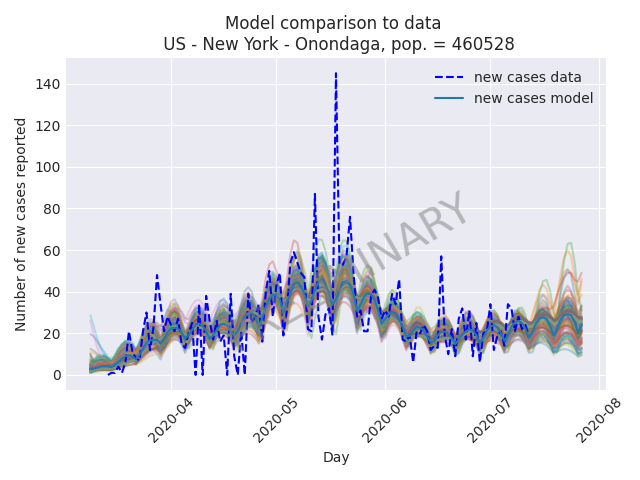 Model comparison to data
US - New York - Onondaga, pop. = 460528
new cases data
new cases model
Number of new cases reported
140
120
100
80
60
40
20
0
2020-04
2020-05
2020-06
2020-07
2020-08
Day